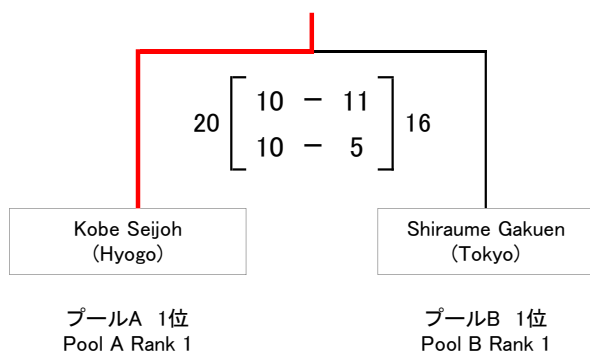 20 10 － 11 16
10 － 5
Kobe Seijoh
(Hyogo)
Shiraume Gakuen
(Tokyo)
プールA 1位
Pool A Rank 1
プールB 1位
Pool B Rank 1